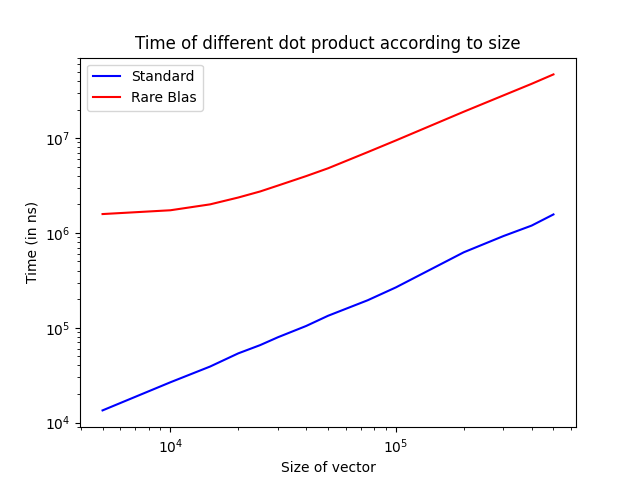 Time of different dot product according to size
Standard
Rare Blas
10⁷
10⁶
10⁵
10⁴
Time (in ns)
10⁴
10⁵
Size of vector